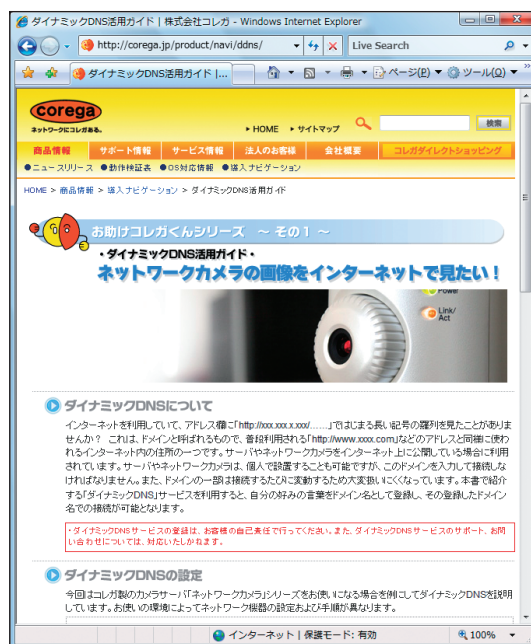 ダイナミックDNS活用ガイド | 株式会社コレガ - Windows Internet Explorer
http://corega.jp/product/navi/ddns/
Live Search
ダイナミックDNS活用ガイド |...
ページ(P)
ツール(O)
corega
ネットワークにコレガある。
HOME
サイトマップ
検索
商品情報
サポート情報
サービス情報
法人のお客様
会社概要
コレガダイレクトショッピング
●ニュースリリース ●動作検証表 ●OS対応情報 ●導入ナビゲーション
HOME > 商品情報 > 導入ナビゲーション > ダイナミックDNS活用ガイド
お助けコレガくんシリーズ ～ その1 ～
・ダイナミックDNS活用ガイド・
ネットワークカメラの画像をインターネットで見たい!
Power
Link/
Act
ダイナミックDNSについて
インターネットを利用していて、アドレス欄に「http://xxx.xxx.x.xxx/......」ではじまる長い記号の羅列を見たことがありま
せんか? これは、ドメインと呼ばれるもので、普段利用される「http://www.xxxx.com」などのアドレスと同様に使わ
れるインターネット内の住所の一つです。サーバやネットワークカメラをインターネット上に公開している場合に利用
されています。サーバやネットワークカメラは、個人で設置することも可能ですが、このドメインを入力して接続しな
ければなりません。また、ドメインの一部は接続するたびに変動するため大変扱いにくくなっています。本書で紹介
する「ダイナミックDNS」サービスを利用すると、自分の好みの言葉をドメイン名として登録し、その登録したドメイン
名での接続が可能となります。
・ダイナミックDNSサービスの登録は、お客様の自己責任で行ってください。また、ダイナミックDNSサービスのサポート、お問
い合わせについては、対応いたしかねます。
ダイナミックDNSの設定
今回はコレガ製のカメラサーバ「ネットワークカメラ」シリーズをお使いになる場合を例にしてダイナミックDNSを説明
しています。お使いの環境によってネットワーク機器の設定および手順が異なります。
インターネット | 保護モード: 有効
100%